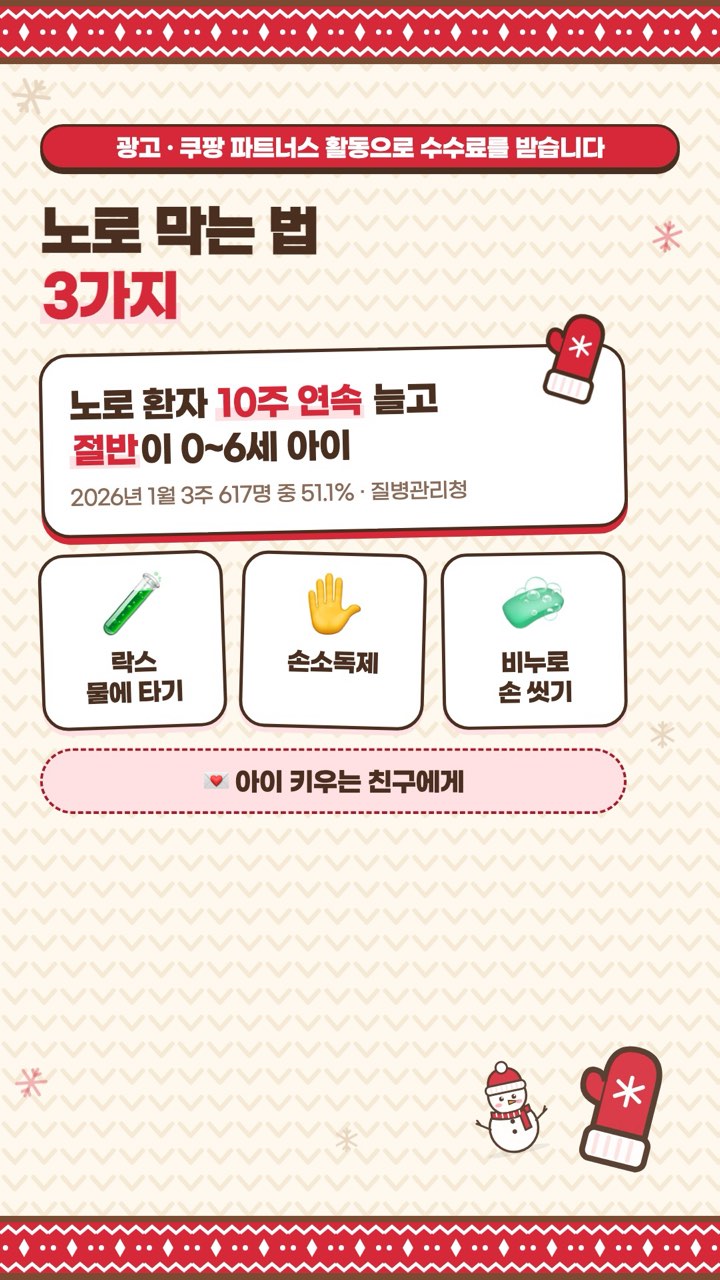 광고 · 쿠팡 파트너스 활동으로 수수료를 받습니다
노로 막는 법
3가지
노로 환자 10주 연속 늘고
절반이 0~6세 아이
2026년 1월 3주 617명 중 51.1% · 질병관리청
락스
물에 타기
손소독제
비누로
손 씻기
💌 아이 키우는 친구에게